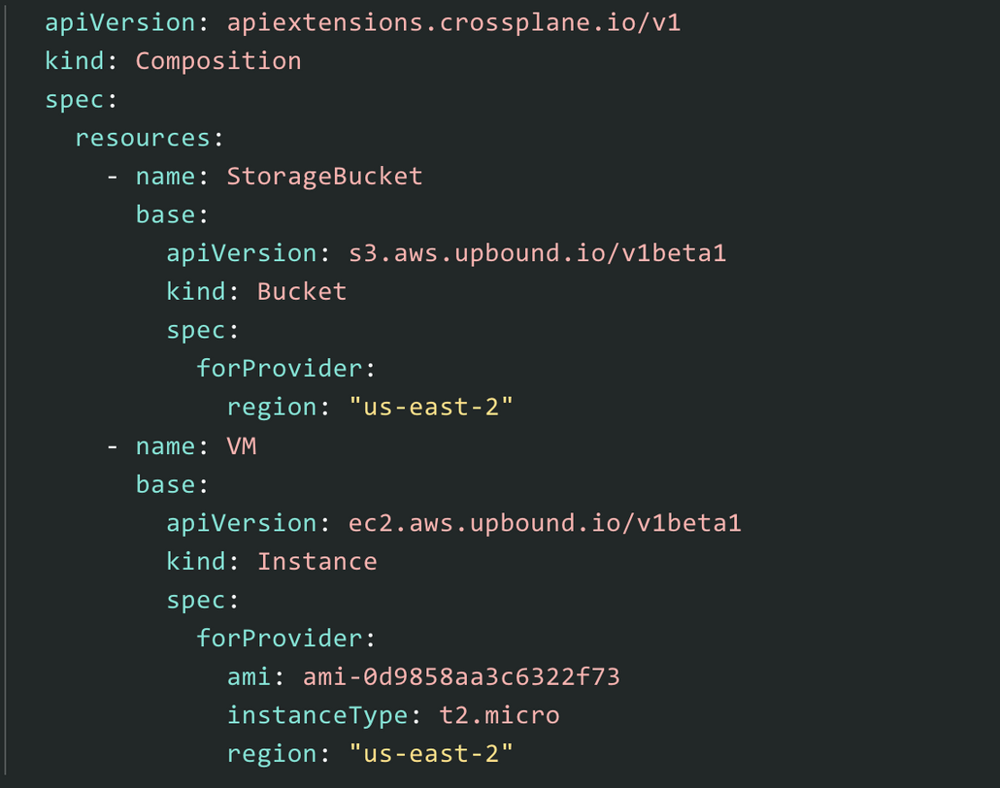 apiVersion: apiextensions.crossplane.io/v1
kind: Composition
spec:
  resources:
    - name: StorageBucket
      base:
        apiVersion: s3.aws.upbound.io/v1beta1
        kind: Bucket
        spec:
          forProvider:
            region: "us-east-2"
    - name: VM
      base:
        apiVersion: ec2.aws.upbound.io/v1beta1
        kind: Instance
        spec:
          forProvider:
            ami: ami-0d9858aa3c6322f73
            instanceType: t2.micro
            region: "us-east-2"